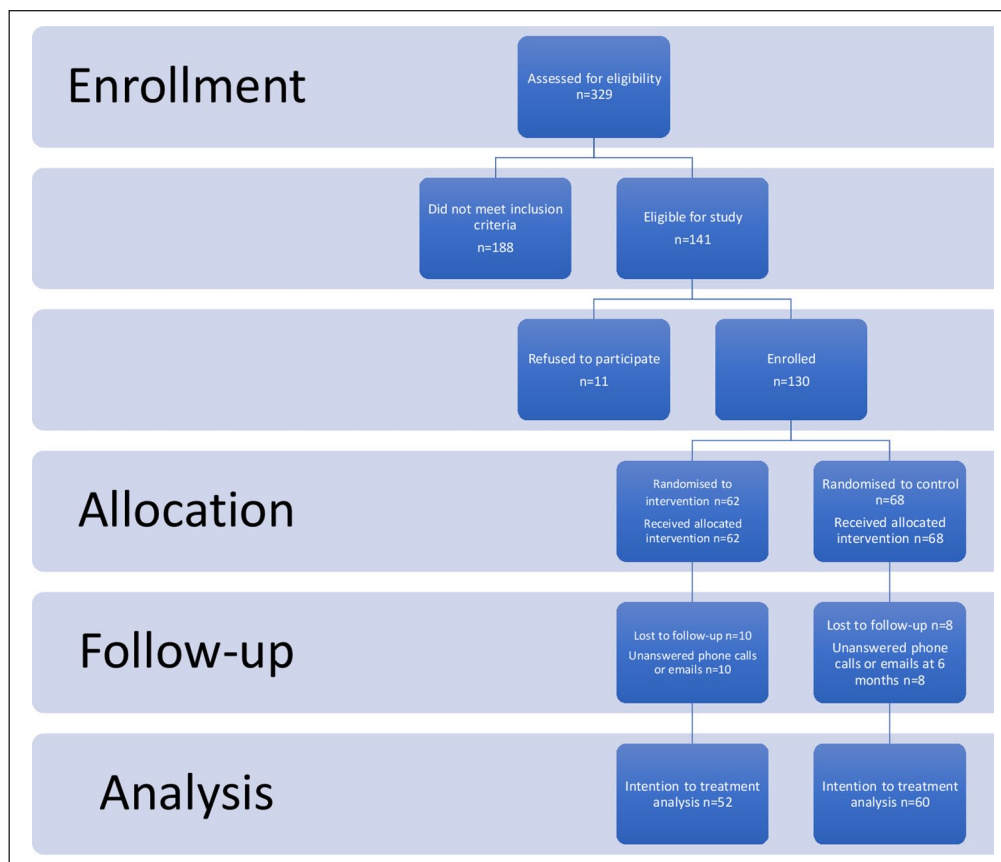 Enrollment
Assessed for eligibility
n=329
Did not meet inclusion
criteria
n=188
Eligible for study
n=141
Refused to participate
n=11
Enrolled
n=130
Allocation
Randomised to
intervention n=62
Received allocated
intervention n=62
Randomised to control
n=68
Received allocated
intervention n=68
Follow-up
Lost to follow-up n=10
Unanswered phone calls
or emails n=10
Lost to follow-up n=8
Unanswered phone
calls or emails at 6
months n=8
Analysis
Intention to treatment
analysis n=52
Intention to treatment
analysis n=60